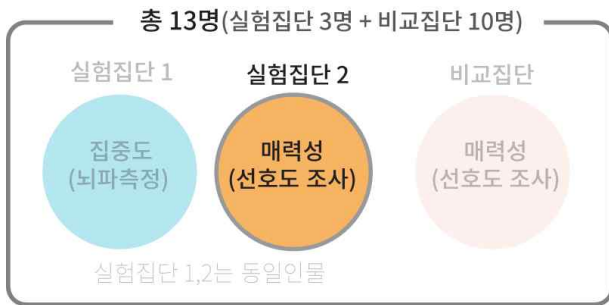 총 13명(실험집단 3명 + 비교집단 10명)
실험집단 1
실험집단 2
비교집단
집중도
(뇌파측정)
매력성
(선호도 조사)
매력성
(선호도 조사)
실험집단 1,2는 동일인물